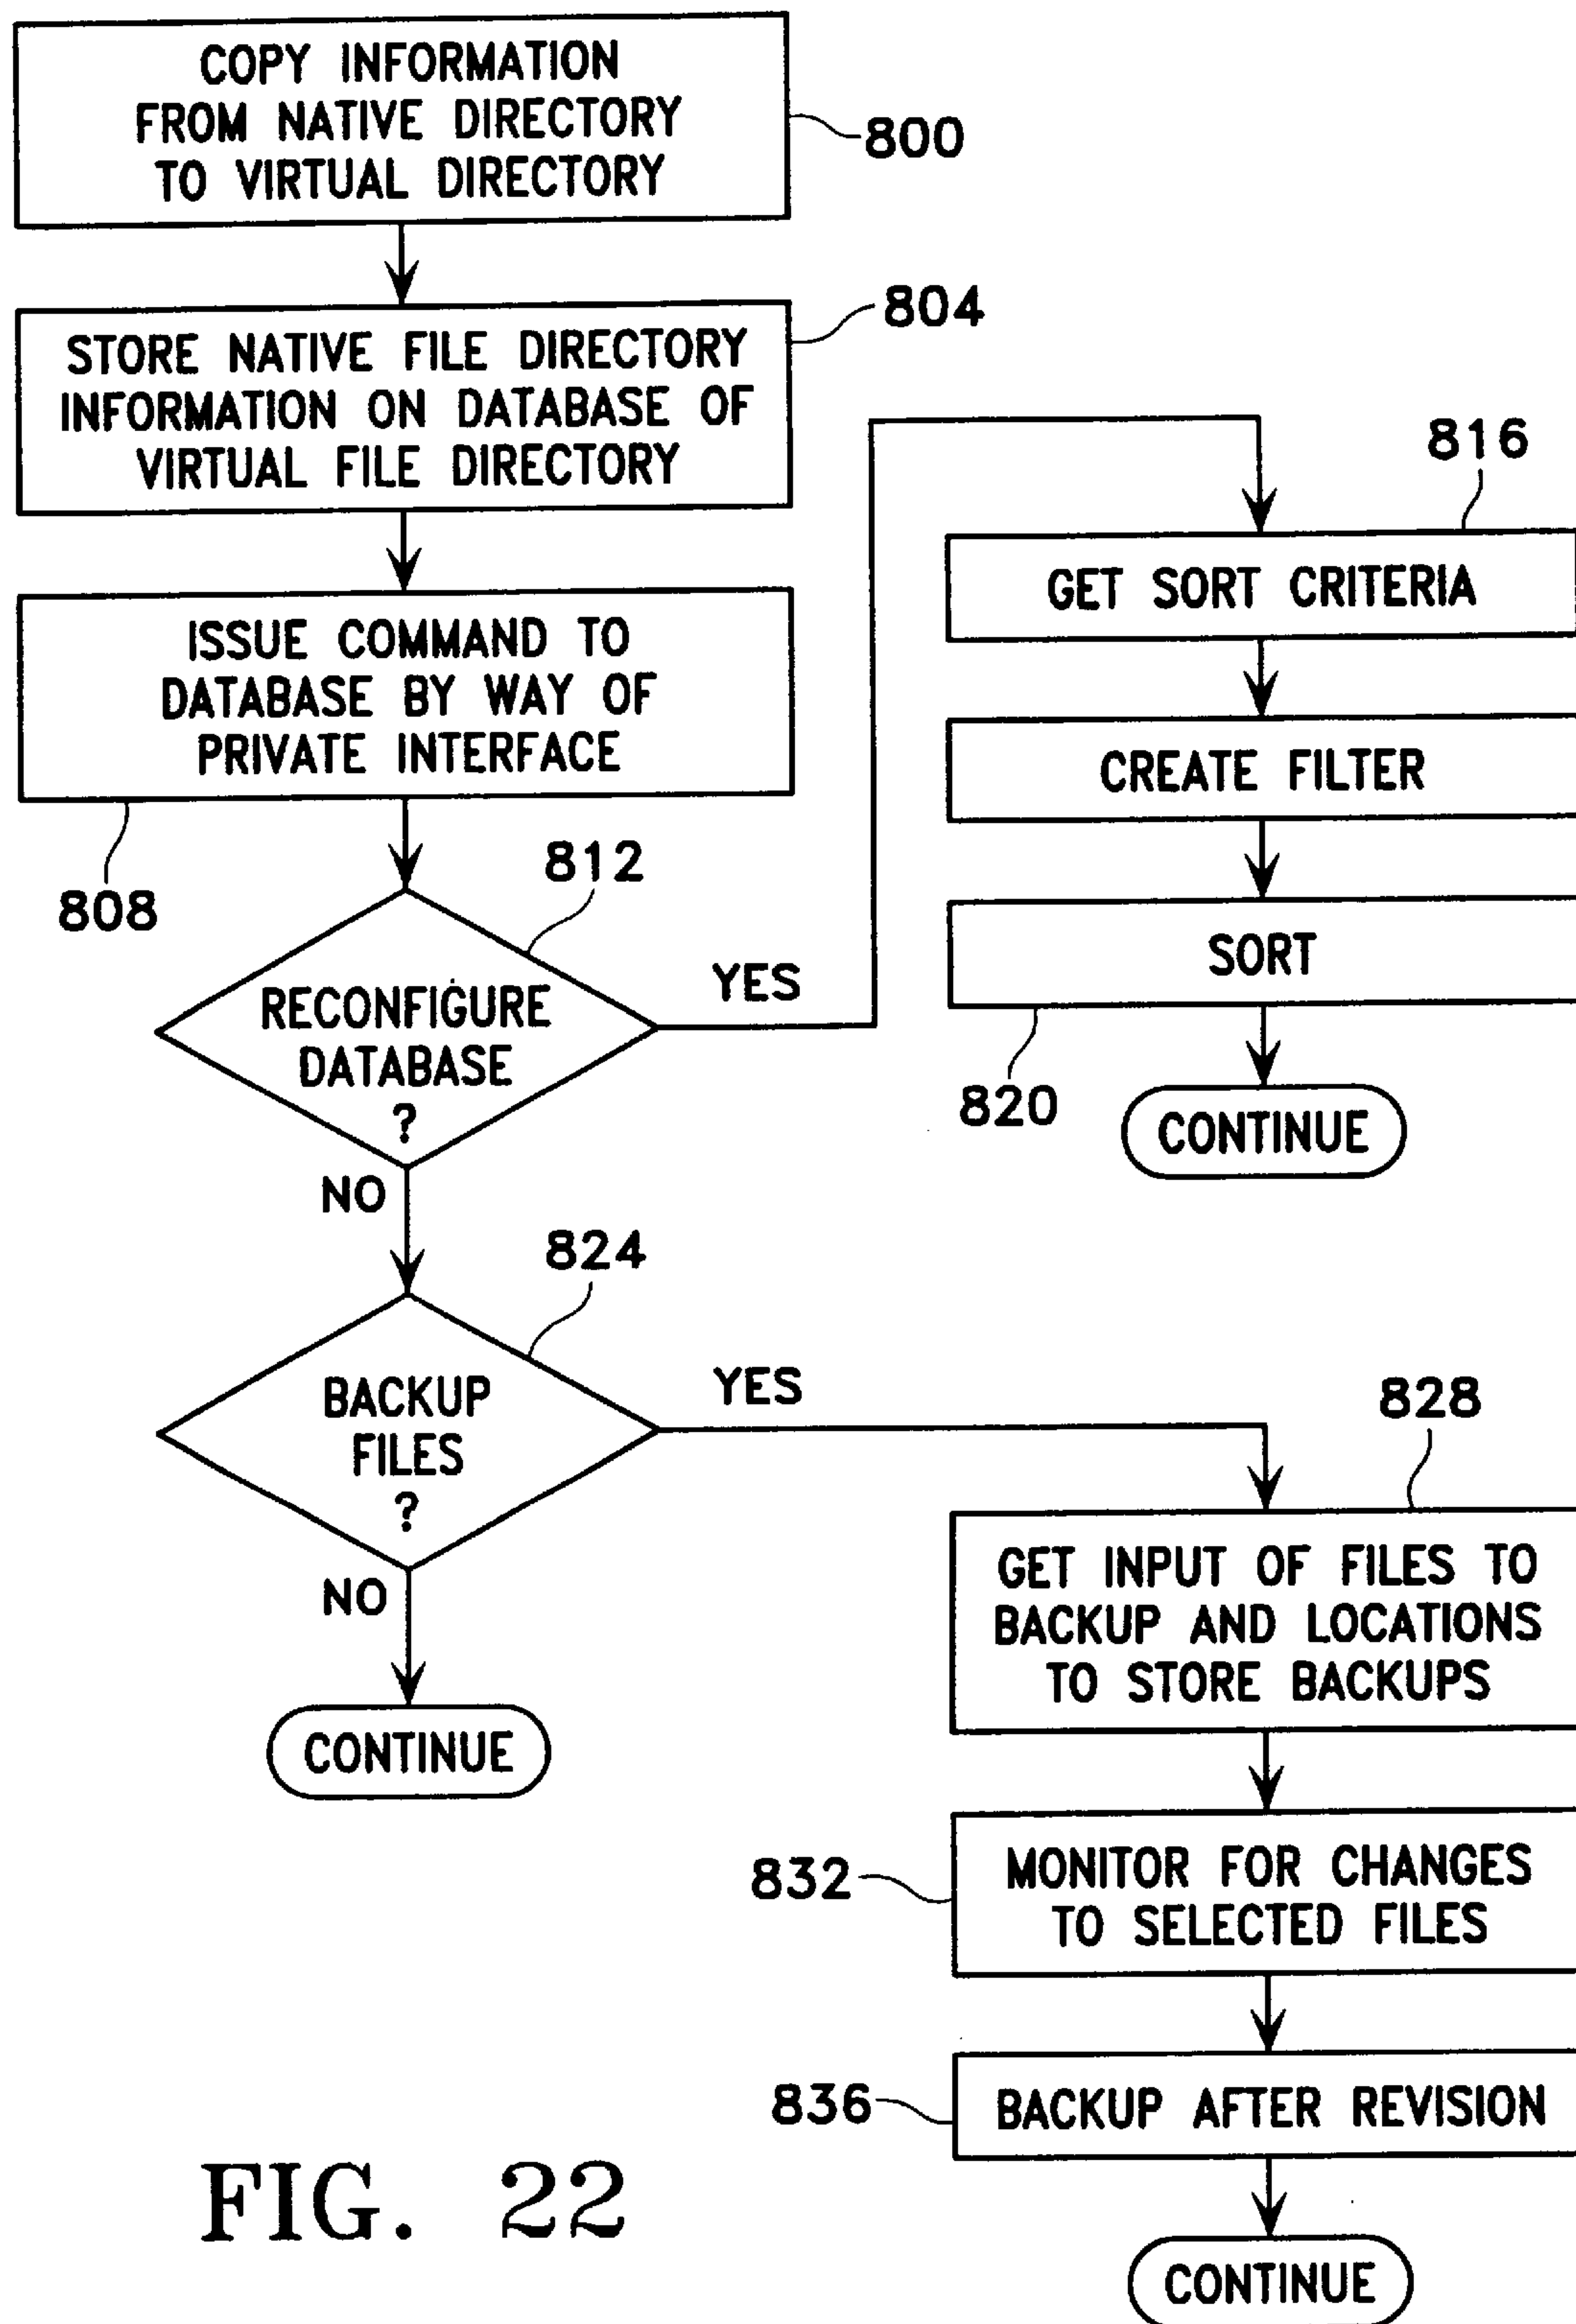 COPY INFORMATION
FROM NATIVE DIRECTORY
TO VIRTUAL DIRECTORY
800
STORE NATIVE FILE DIRECTORY
INFORMATION ON DATABASE OF
VIRTUAL FILE DIRECTORY
804
ISSUE COMMAND TO
DATABASE BY WAY OF
PRIVATE INTERFACE
808
812
RECONFIGURE
DATABASE
?
YES
NO
816
GET SORT CRITERIA
CREATE FILTER
SORT
820
CONTINUE
824
BACKUP
FILES
?
YES
NO
CONTINUE
828
GET INPUT OF FILES TO
BACKUP AND LOCATIONS
TO STORE BACKUPS
832
MONITOR FOR CHANGES
TO SELECTED FILES
836
BACKUP AFTER REVISION
CONTINUE
FIG. 22